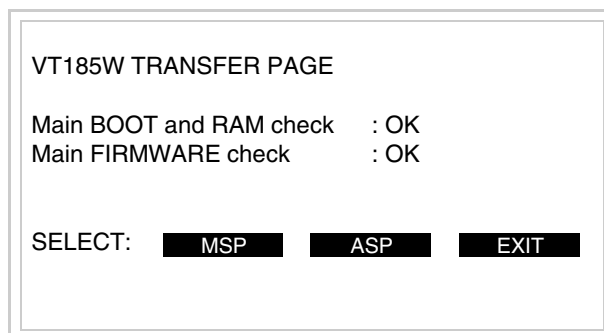 VT185W TRANSFER PAGE
Main BOOT and RAM check : OK
Main FIRMWARE check : OK
SELECT: MSP ASP EXIT